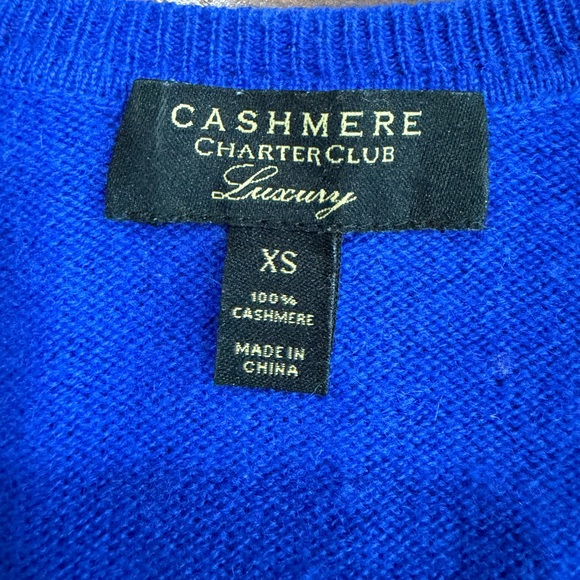 CASHMERE
CHARTER CLUB
Luxury
XS
100%
CASHMERE
MADE IN
CHINA